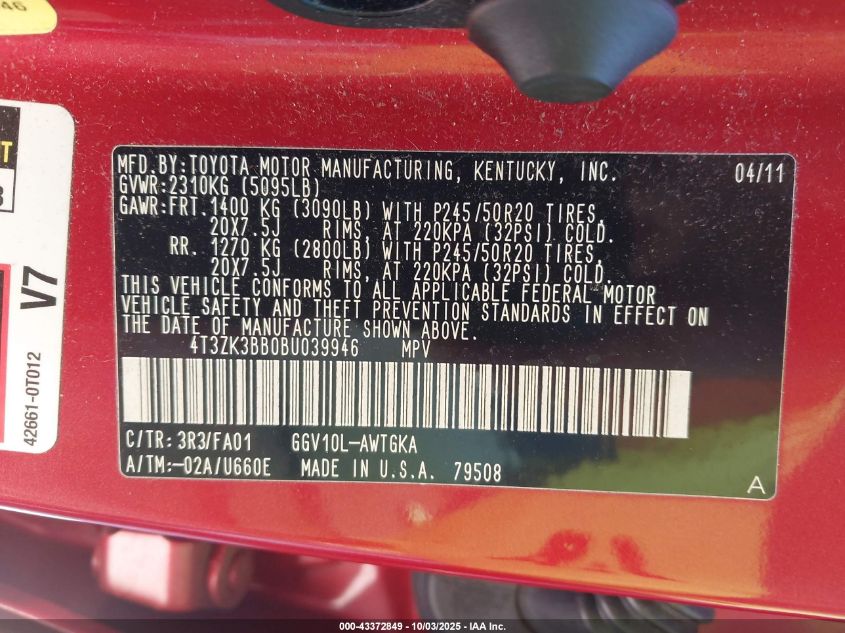 46
T
3
V7
42661-0T012
MFD.BY:TOYOTA MOTOR MANUFACTURING, KENTUCKY, INC. 04/11
GVWR:2310KG (5095LB)
GAWR:FRT.1400 KG (3090LB) WITH P245/50R20 TIRES,
20X7.5J RIMS, AT 220KPA (32PSI) COLD.
RR. 1270 KG (2800LB) WITH P245/50R20 TIRES,
20X7.5J RIMS, AT 220KPA (32PSI) COLD.
THIS VEHICLE CONFORMS TO ALL APPLICABLE FEDERAL MOTOR
VEHICLE SAFETY AND THEFT PREVENTION STANDARDS IN EFFECT ON
THE DATE OF MANUFACTURE SHOWN ABOVE.
4T3ZK3BB0BU039946 MPV
C/TR: 3R3/FA01 GGV10L-AWTGKA
A/TM:-02A/U660E MADE IN U.S.A. 79508
A
000-43372849 - 10/03/2025 - IAA Inc.